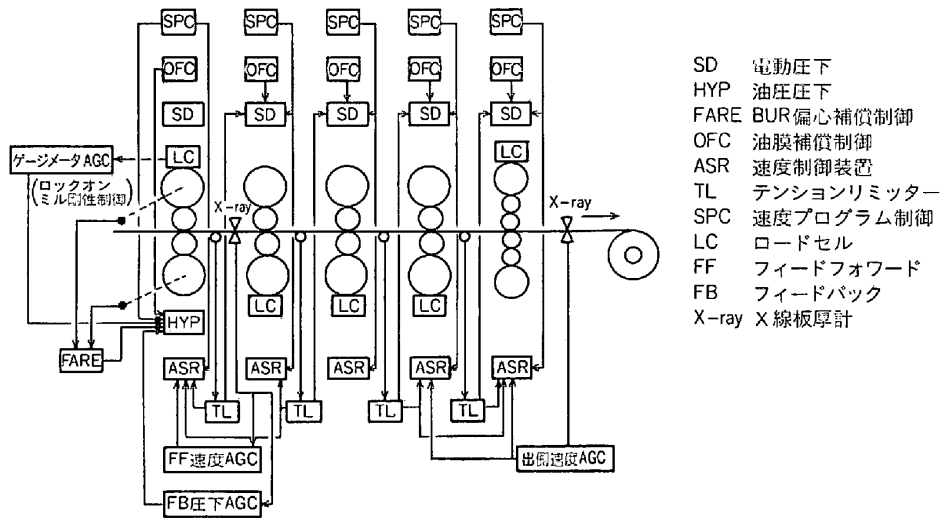 SPC SPC SPC SPC SPC
OFC OFC OFC OFC OFC
SD SD SD SD SD
ゲージメータAGC LC LC
(ロックオン
ミル剛性制御)
X-ray X-ray
LC LC LC
HYP
FARE ASR ASR ASR ASR ASR
TL TL TL TL
FF速度AGC 出側速度AGC
FB圧下AGC
SD 電動圧下
HYP 油圧圧下
FARE BUR偏心補償制御
OFC 油膜補償制御
ASR 速度制御装置
TL テンションリミッター
SPC 速度プログラム制御
LC ロードセル
FF フィードフォワード
FB フィードバック
X-ray X線板厚計